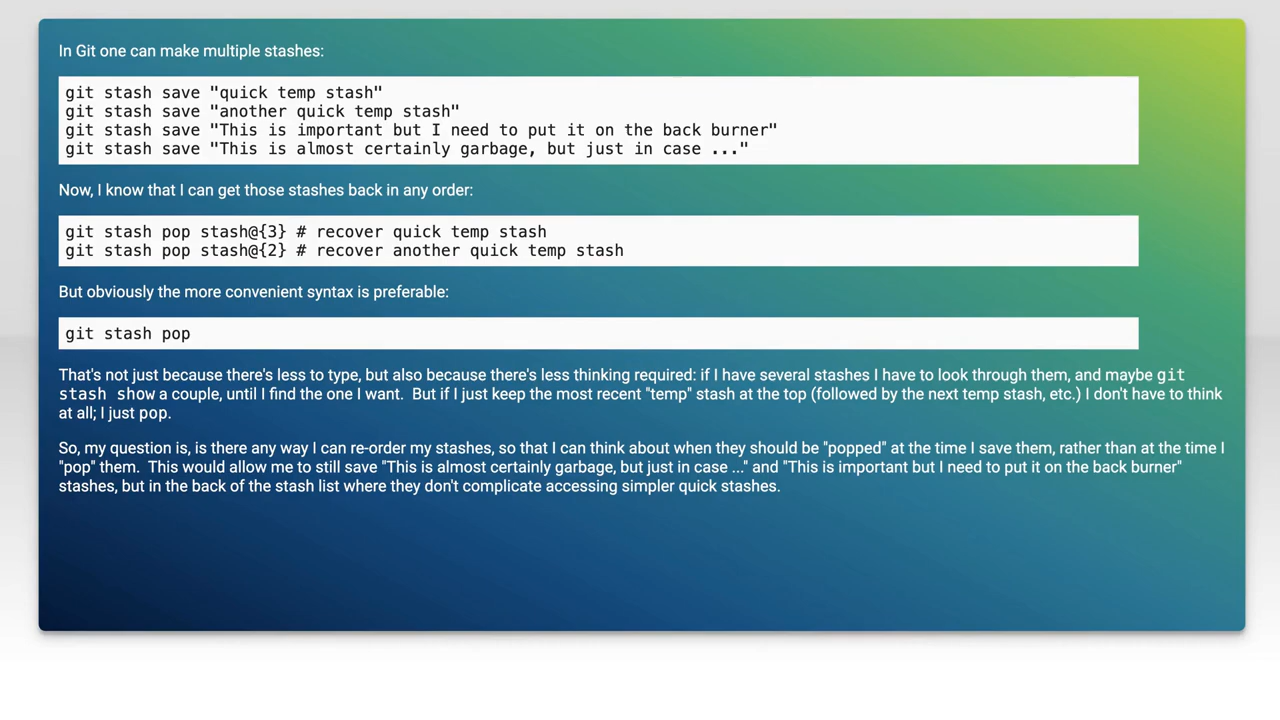 In Git one can make multiple stashes:
git stash save "quick temp stash"
git stash save "another quick temp stash"
git stash save "This is important but I need to put it on the back burner"
git stash save "This is almost certainly garbage, but just in case ..."
Now, I know that I can get those stashes back in any order:
git stash pop stash@{3} # recover quick temp stash
git stash pop stash@{2} # recover another quick temp stash
But obviously the more convenient syntax is preferable:
git stash pop
That's not just because there's less to type, but also because there's less thinking required: if I have several stashes I have to look through them, and maybe git
stash show a couple, until I find the one I want.  But if I just keep the most recent "temp" stash at the top (followed by the next temp stash, etc.) I don't have to think
at all; I just pop.
So, my question is, is there any way I can re-order my stashes, so that I can think about when they should be "popped" at the time I save them, rather than at the time I
"pop" them.  This would allow me to still save "This is almost certainly garbage, but just in case ..." and "This is important but I need to put it on the back burner"
stashes, but in the back of the stash list where they don't complicate accessing simpler quick stashes.